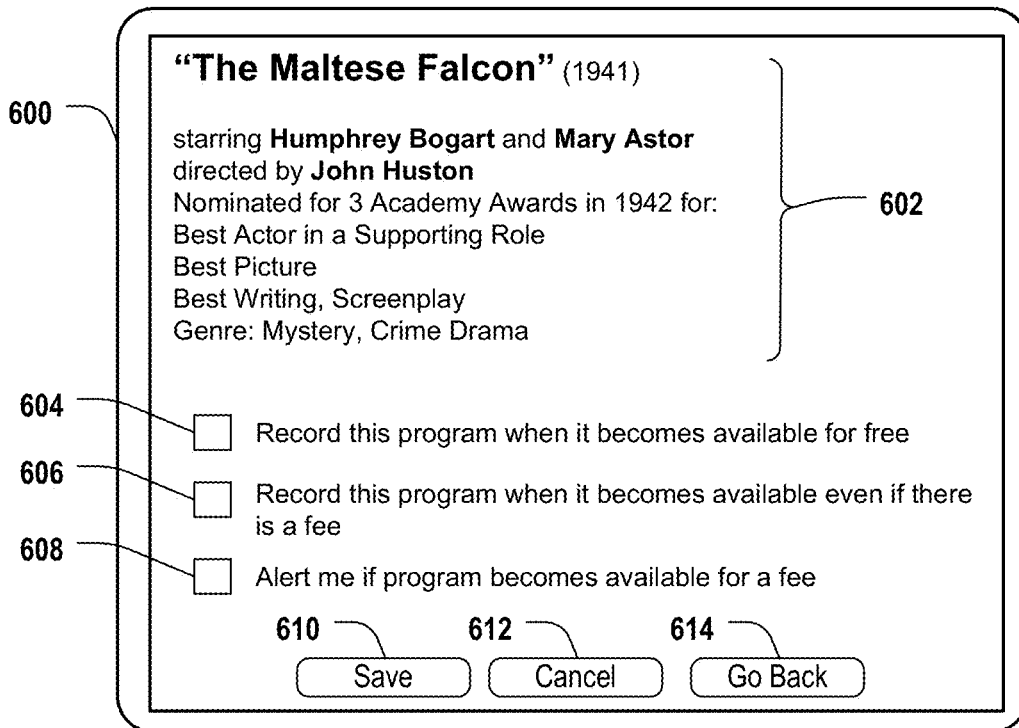 “The Maltese Falcon” (1941)
600
starring Humphrey Bogart and Mary Astor
directed by John Huston
Nominated for 3 Academy Awards in 1942 for:
602
Best Actor in a Supporting Role
Best Picture
Best Writing, Screenplay
Genre: Mystery, Crime Drama
604
Record this program when it becomes available for free
606
Record this program when it becomes available even if there
is a fee
608
Alert me if program becomes available for a fee
610 612 614
Save Cancel Go Back